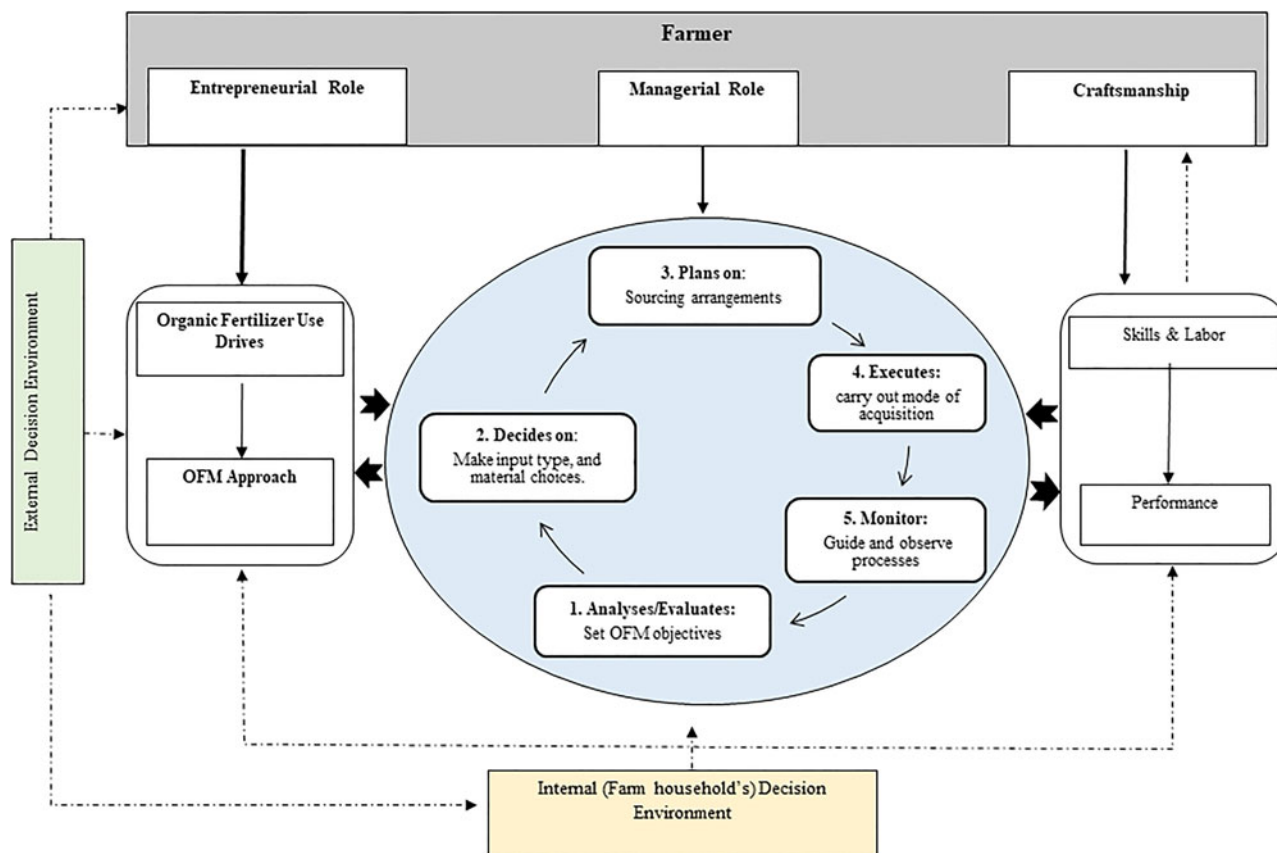 Farmer
Entrepreneurial Role
Managerial Role
Craftsmanship
External Decision Environment
Organic Fertilizer Use
Drives
OFM Approach
3. Plans on:
Sourcing arrangements
4. Executes:
carry out mode of
acquisition
2. Decides on:
Make input type, and
material choices.
5. Monitor:
Guide and observe
processes
1. Analyses/Evaluates:
Set OFM objectives
Skills & Labor
Performance
Internal (Farm household's) Decision
Environment